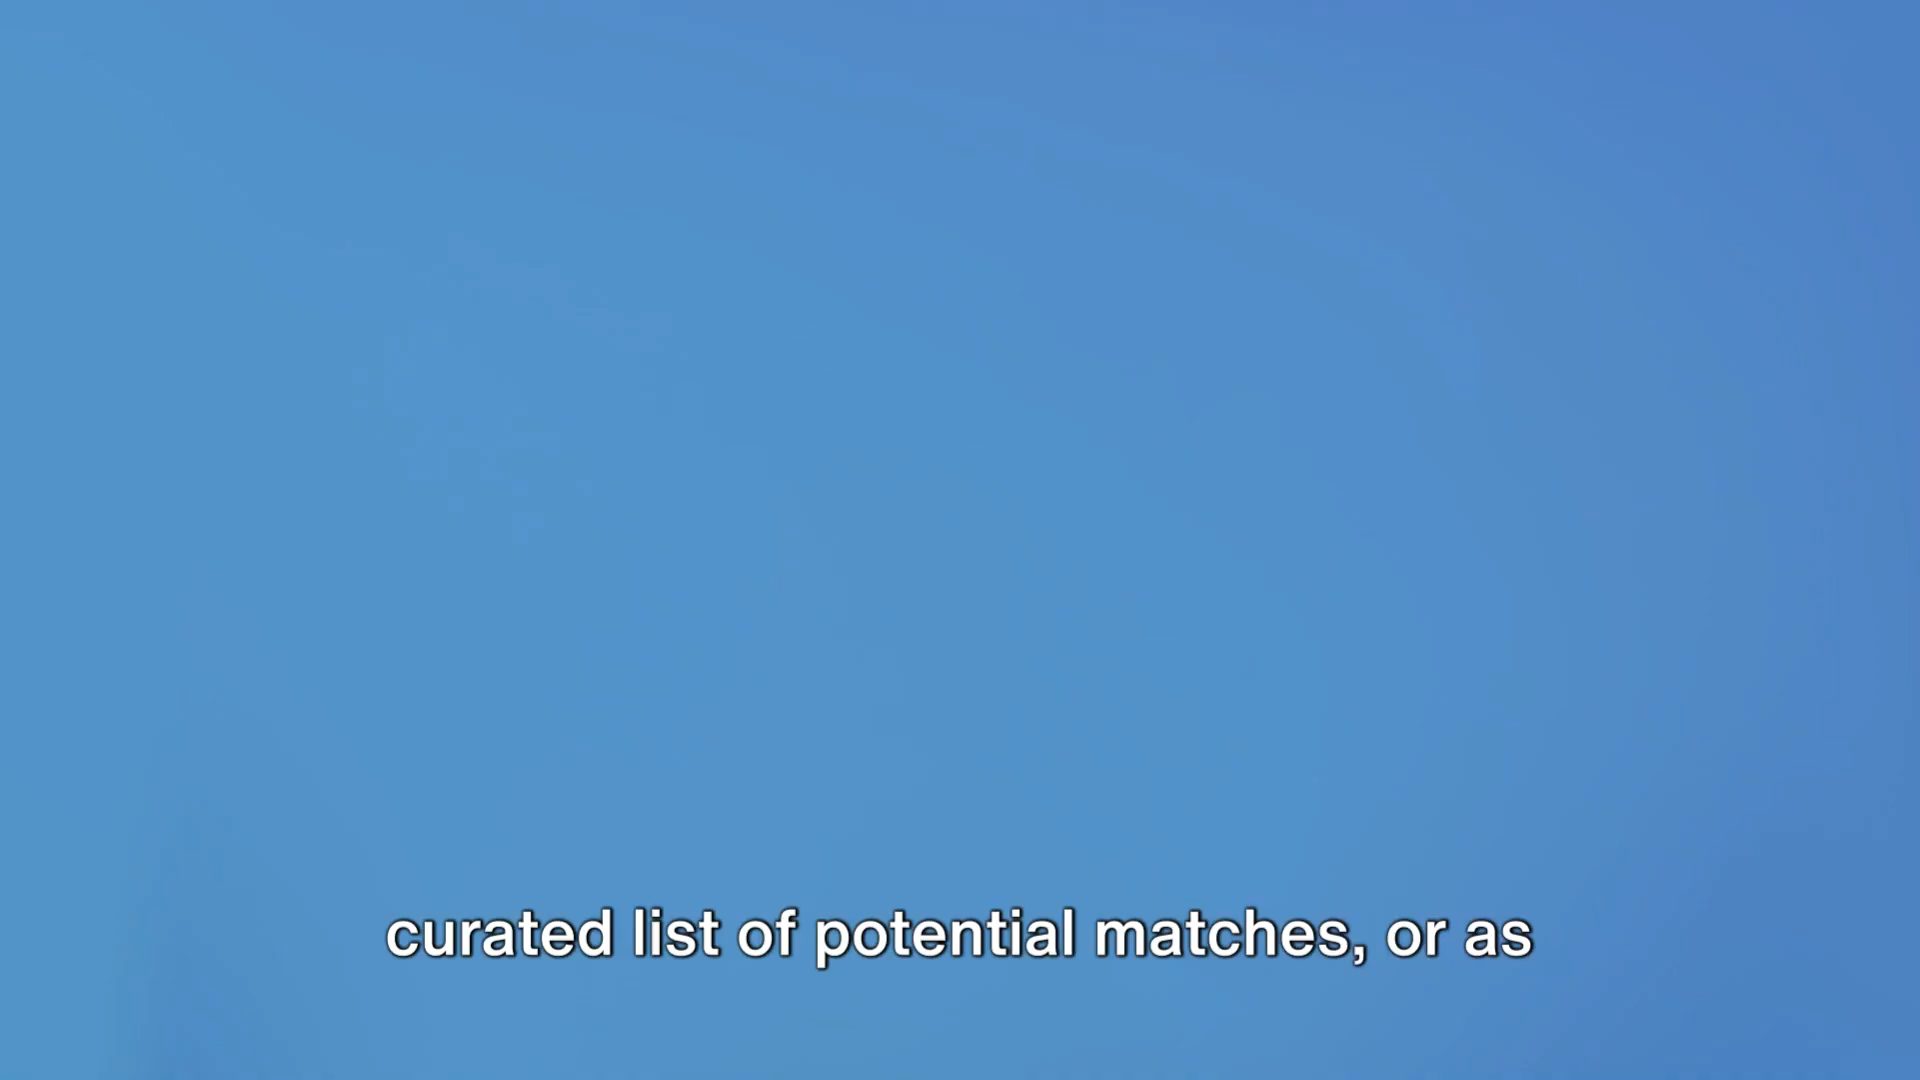 curated list of potential matches, or as